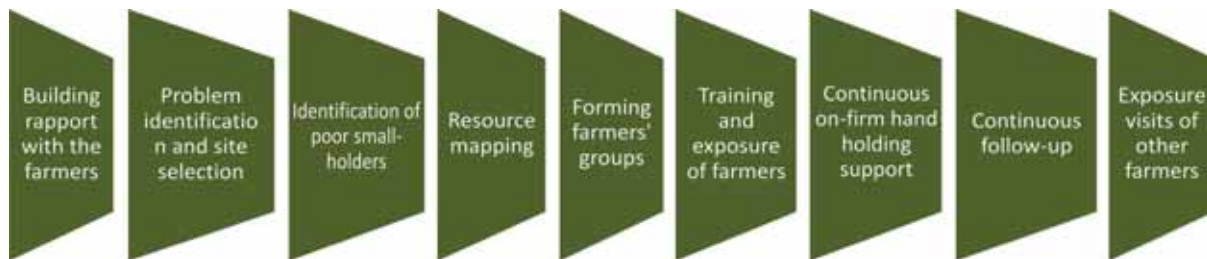 Building
rapport
with the
farmers
Problem
identificatio
n and site
selection
Identification of
poor small-
holders
Resource
mapping
Forming
farmers'
groups
Training
and
exposure
of farmers
Continuous
on-firm hand
holding
support
Continuous
follow-up
Exposure
visits of
other
farmers